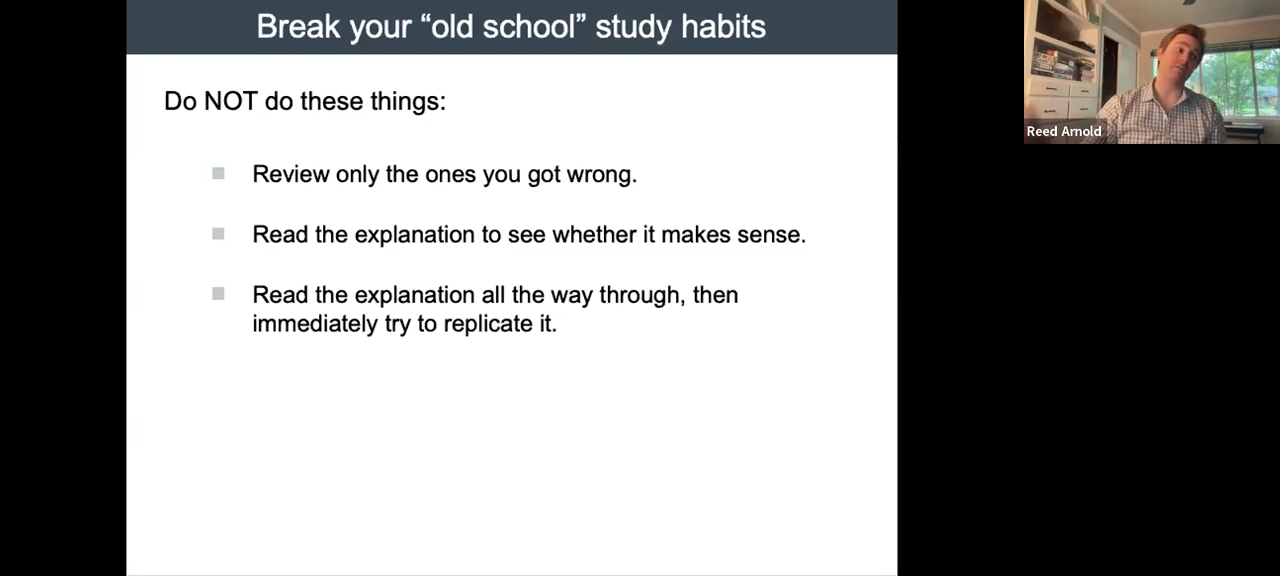 Break your “old school” study habits
Do NOT do these things:
Review only the ones you got wrong.
Read the explanation to see whether it makes sense.
Read the explanation all the way through, then
immediately try to replicate it.
Reed Arnold